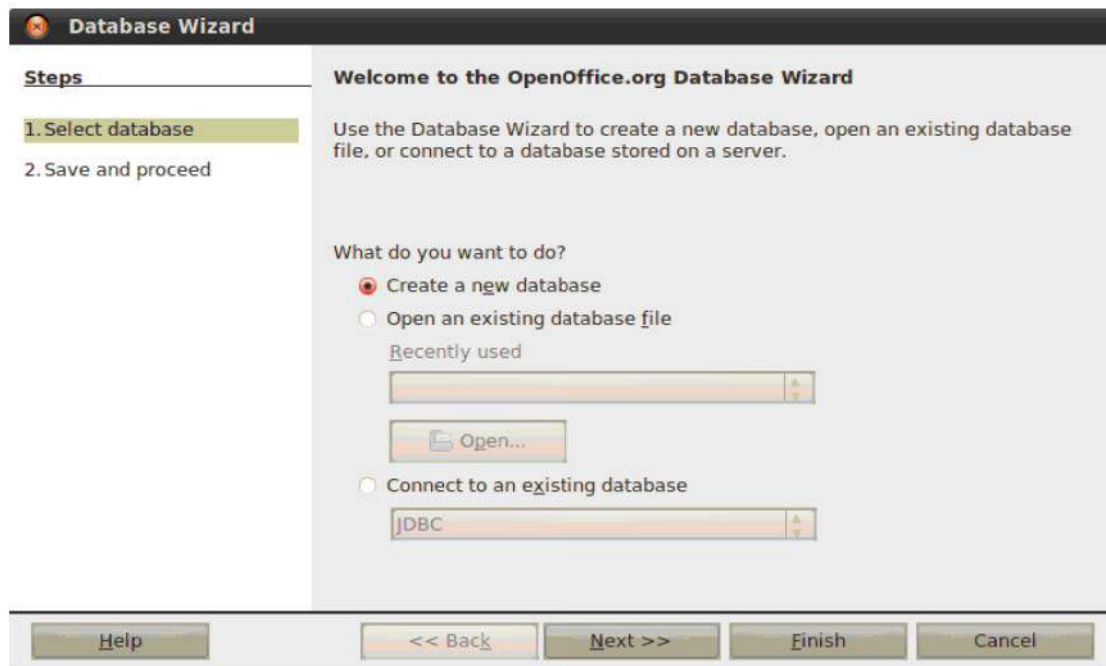 Database Wizard
Steps
1. Select database
2. Save and proceed
Welcome to the OpenOffice.org Database Wizard
Use the Database Wizard to create a new database, open an existing database
file, or connect to a database stored on a server.
What do you want to do?
Create a new database
Open an existing database file
Recently used
Open...
Connect to an existing database
JDBC
Help
<< Back
Next >>
Finish
Cancel